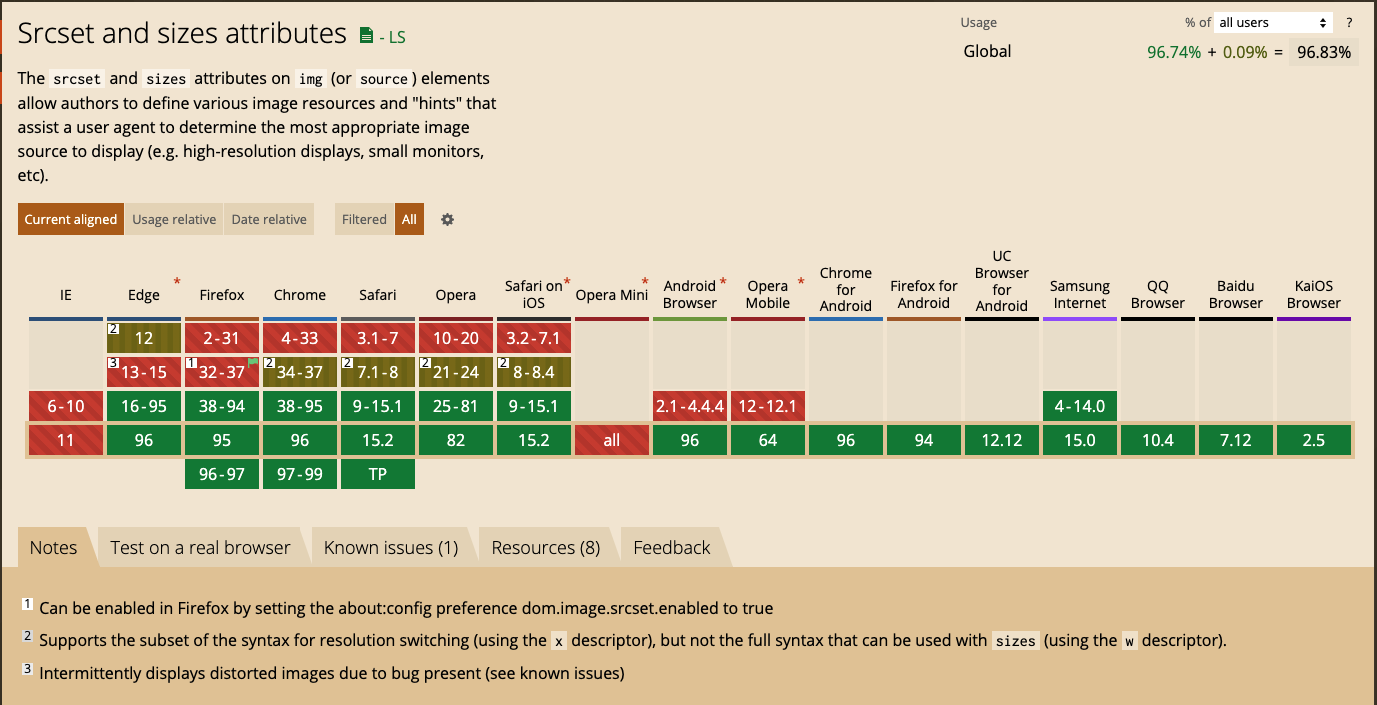 Srcset and sizes attributes - LS
Usage % of all users ?
Global 96.74% + 0.09% = 96.83%
The srcset and sizes attributes on img (or source) elements
allow authors to define various image resources and "hints" that
assist a user agent to determine the most appropriate image
source to display (e.g. high-resolution displays, small monitors,
etc).
Current aligned Usage relative Date relative Filtered All
IE
Edge *
Firefox
Chrome
Safari
Opera
Safari on *
iOS
Opera Mini *
Android *
Browser
Opera *
Mobile
Chrome
for
Android
Firefox for
Android
UC
Browser
for
Android
Samsung
Internet
QQ
Browser
Baidu
Browser
KaiOS
Browser
2 12 2-31 4-33 3.1-7 10-20 3.2-7.1
3 13-15 1 32-37 2 34-37 2 7.1-8 2 21-24 2 8-8.4
6-10 16-95 38-94 38-95 9-15.1 25-81 9-15.1 2.1-4.4.4 12-12.1 4-14.0
11 96 95 96 15.2 82 15.2 all 96 64 96 94 12.12 15.0 10.4 7.12 2.5
96-97 97-99 TP
Notes Test on a real browser Known issues (1) Resources (8) Feedback
1 Can be enabled in Firefox by setting the about:config preference dom.image.srcset.enabled to true
2 Supports the subset of the syntax for resolution switching (using the x descriptor), but not the full syntax that can be used with sizes (using the w descriptor).
3 Intermittently displays distorted images due to bug present (see known issues)